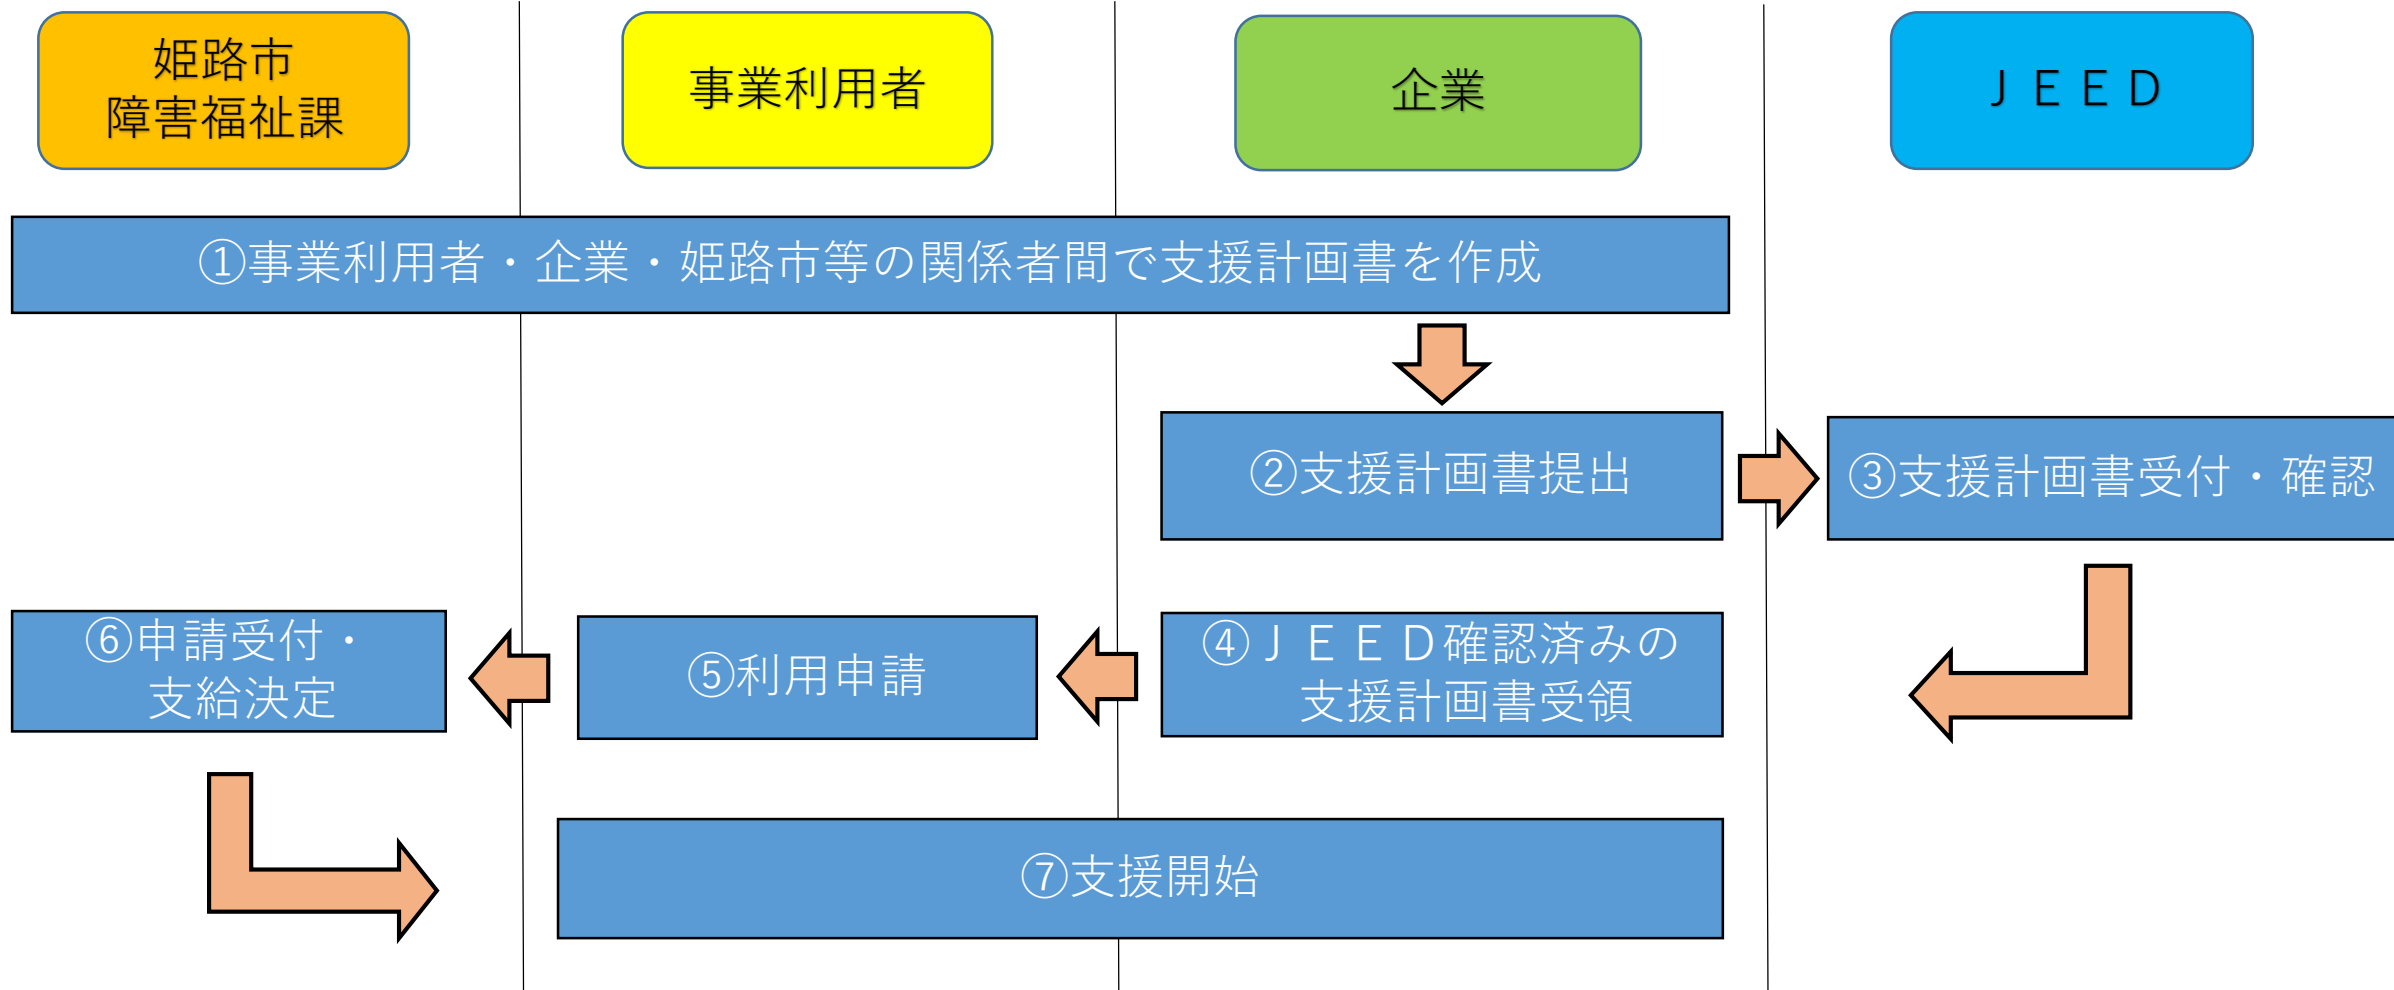 姫路市
障害福祉課
事業利用者
企業
ＪＥＥＤ
①事業利用者・企業・姫路市等の関係者間で支援計画書を作成
②支援計画書提出
③支援計画書受付・確認
④ＪＥＥＤ確認済みの
支援計画書受領
⑤利用申請
⑥申請受付・
支給決定
⑦支援開始